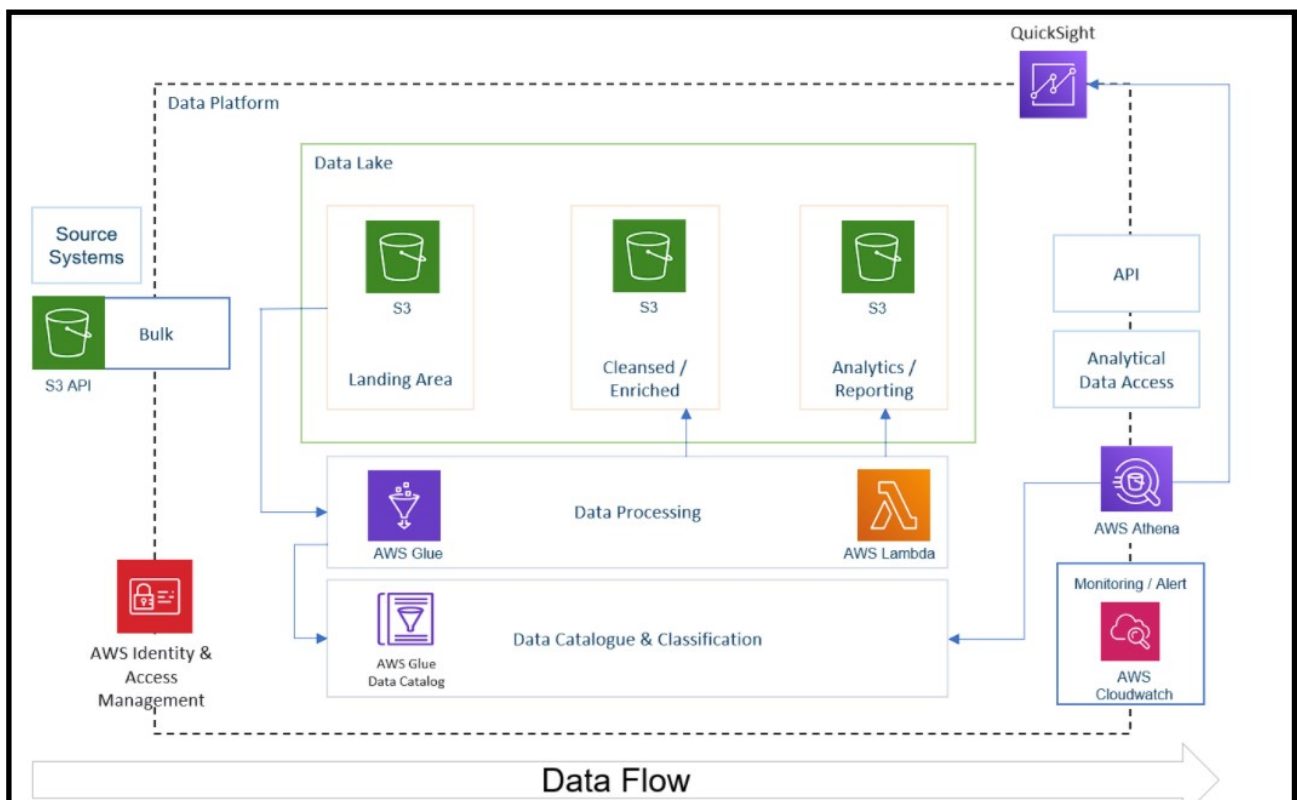 QuickSight
Data Platform
Data Lake
Source
Systems
S3
S3
S3
API
Bulk
S3 API
Landing Area
Cleansed /
Enriched
Analytics /
Reporting
Analytical
Data Access
Data Processing
AWS Glue
AWS Lambda
AWS Athena
Monitoring / Alert
Data Catalogue & Classification
AWS Glue
Data Catalog
AWS Identity &
Access
Management
AWS
Cloudwatch
Data Flow